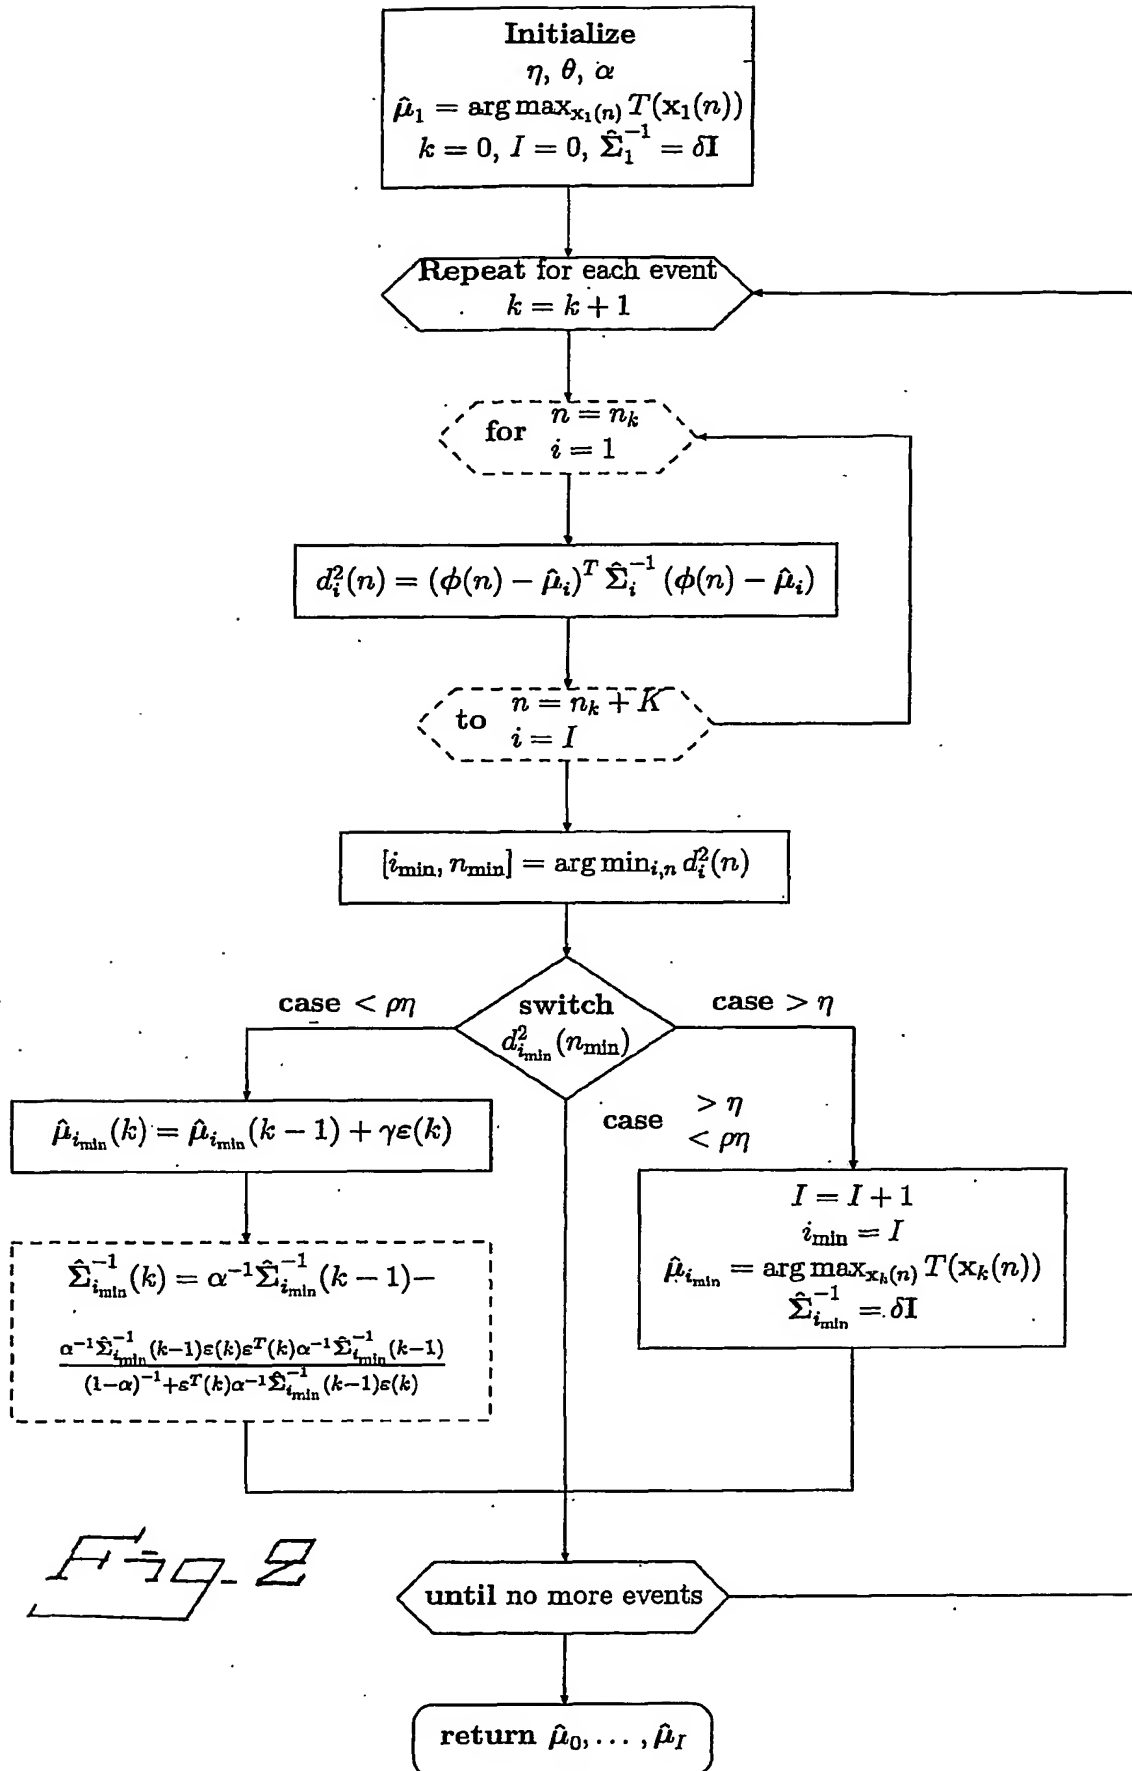 Initialize
η, θ, α
μ̂₁ = arg max_{x₁(n)} T(x₁(n))
k = 0, I = 0, Σ̂₁⁻¹ = δI
Repeat for each event
k = k + 1
for n = n_k
i = 1
d_i²(n) = (ϕ(n) − μ̂_i)^T Σ̂_i⁻¹ (ϕ(n) − μ̂_i)
to n = n_k + K
i = I
[i_min, n_min] = arg min_{i,n} d_i²(n)
switch
d²_{i_min}(n_min)
case < ρη
case > η
case > η
< ρη
μ̂_{i_min}(k) = μ̂_{i_min}(k − 1) + γε(k)
Σ̂⁻¹_{i_min}(k) = α⁻¹Σ̂⁻¹_{i_min}(k − 1)−
α⁻¹Σ̂⁻¹_{i_min}(k−1)ε(k)ε^T(k)α⁻¹Σ̂⁻¹_{i_min}(k−1)
(1−α)⁻¹+ε^T(k)α⁻¹Σ̂⁻¹_{i_min}(k−1)ε(k)
I = I + 1
i_min = I
μ̂_{i_min} = arg max_{x_k(n)} T(x_k(n))
Σ̂⁻¹_{i_min} = δI
Fig. 2
until no more events
return μ̂₀, . . . , μ̂_I